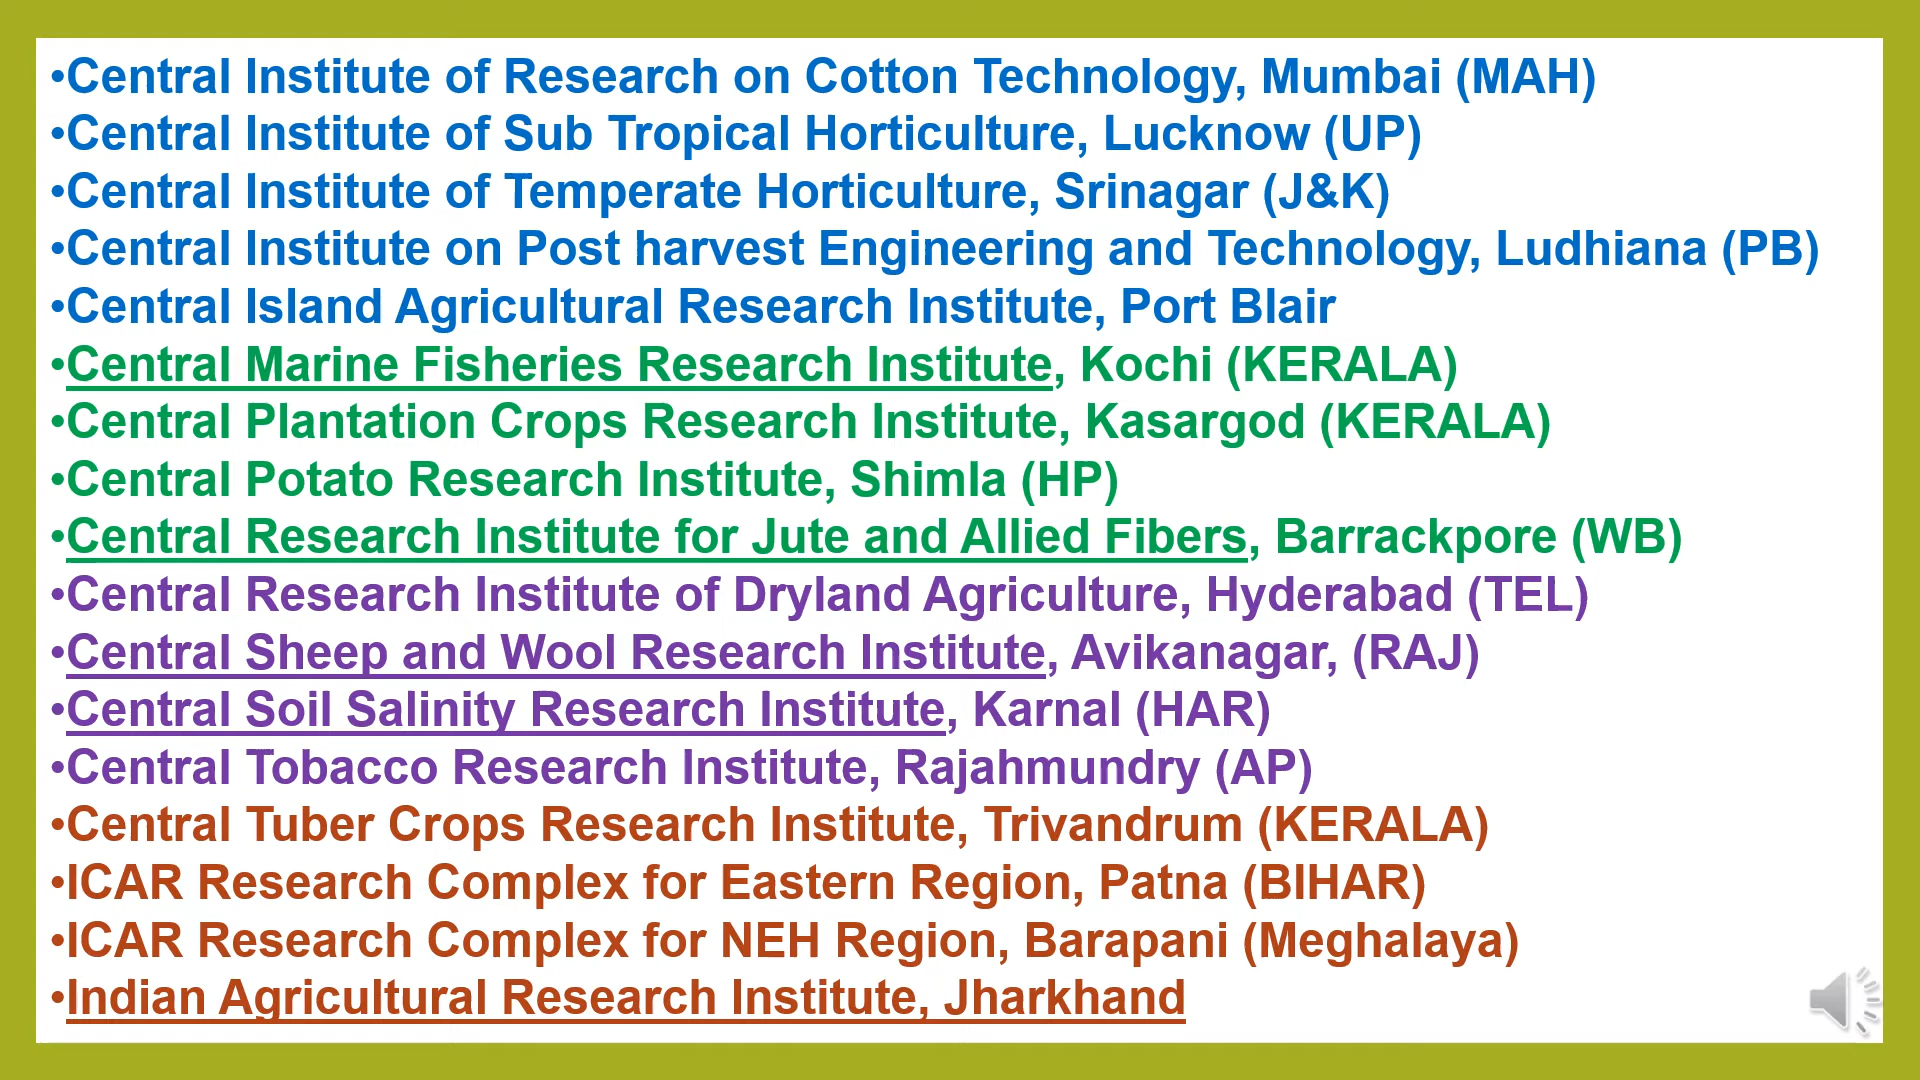 •Central Institute of Research on Cotton Technology, Mumbai (MAH)
•Central Institute of Sub Tropical Horticulture, Lucknow (UP)
•Central Institute of Temperate Horticulture, Srinagar (J&K)
•Central Institute on Post harvest Engineering and Technology, Ludhiana (PB)
•Central Island Agricultural Research Institute, Port Blair
•Central Marine Fisheries Research Institute, Kochi (KERALA)
•Central Plantation Crops Research Institute, Kasargod (KERALA)
•Central Potato Research Institute, Shimla (HP)
•Central Research Institute for Jute and Allied Fibers, Barrackpore (WB)
•Central Research Institute of Dryland Agriculture, Hyderabad (TEL)
•Central Sheep and Wool Research Institute, Avikanagar, (RAJ)
•Central Soil Salinity Research Institute, Karnal (HAR)
•Central Tobacco Research Institute, Rajahmundry (AP)
•Central Tuber Crops Research Institute, Trivandrum (KERALA)
•ICAR Research Complex for Eastern Region, Patna (BIHAR)
•ICAR Research Complex for NEH Region, Barapani (Meghalaya)
•Indian Agricultural Research Institute, Jharkhand